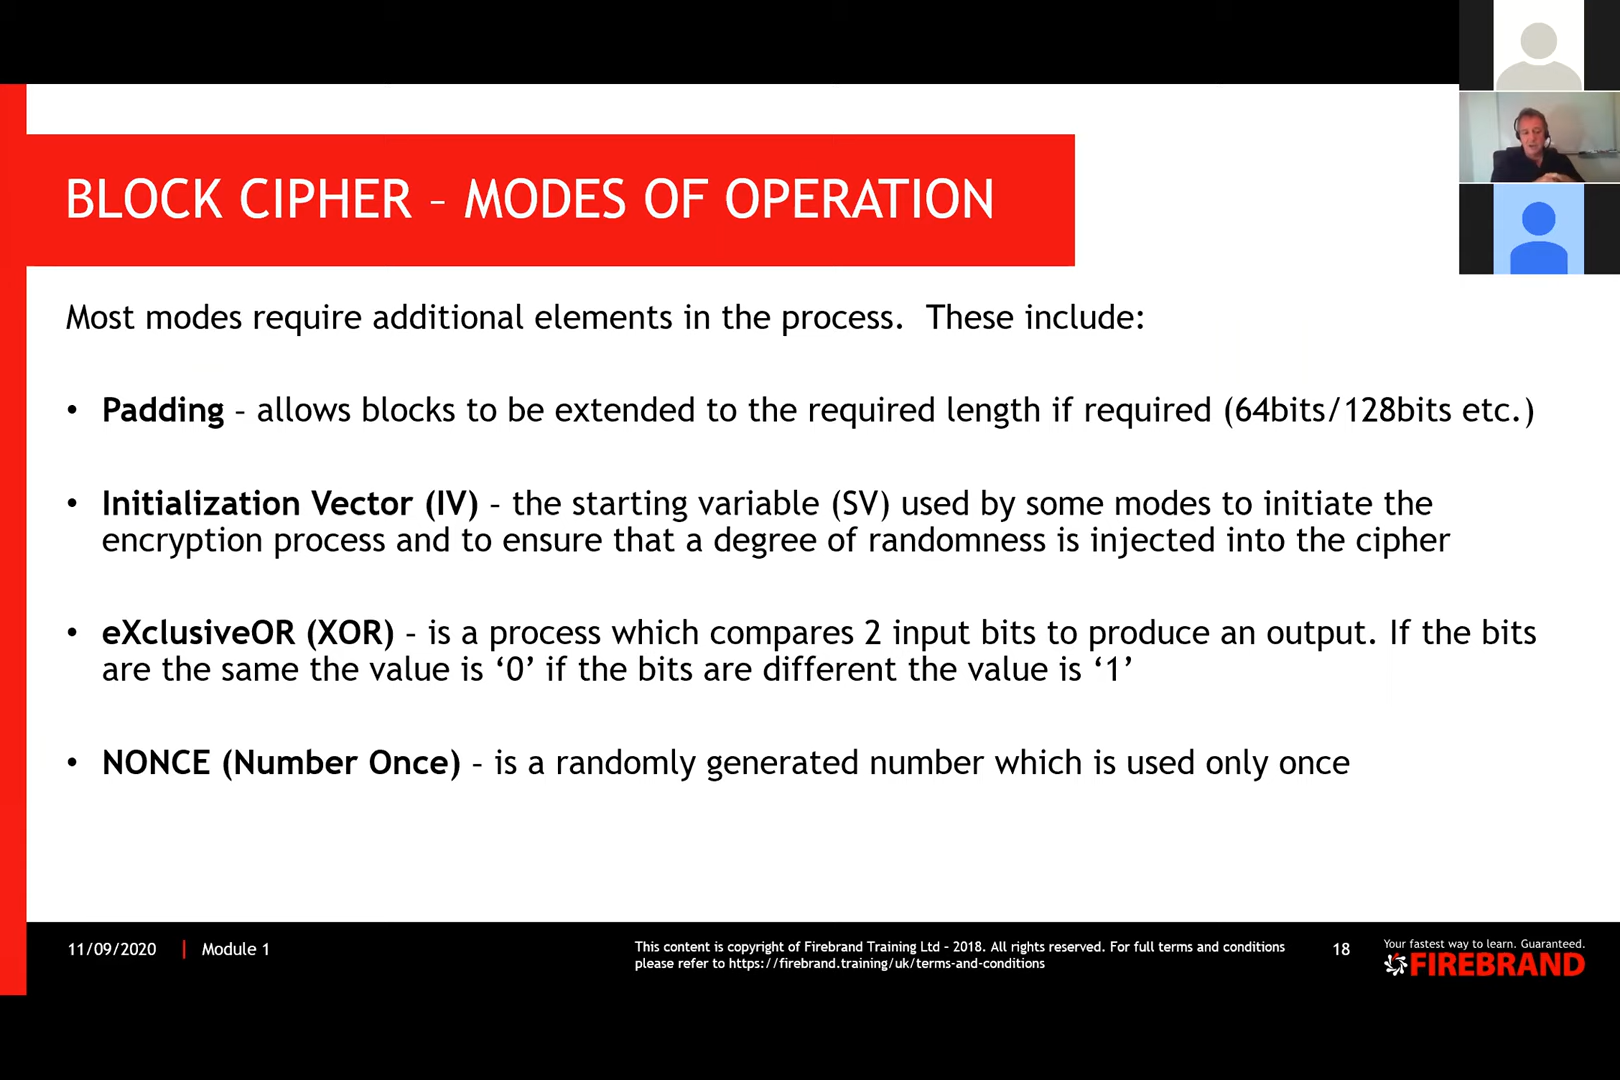 BLOCK CIPHER – MODES OF OPERATION
Most modes require additional elements in the process.  These include:
• Padding – allows blocks to be extended to the required length if required (64bits/128bits etc.)
• Initialization Vector (IV) – the starting variable (SV) used by some modes to initiate the
encryption process and to ensure that a degree of randomness is injected into the cipher
• eXclusiveOR (XOR) – is a process which compares 2 input bits to produce an output. If the bits
are the same the value is ‘0’ if the bits are different the value is ‘1’
• NONCE (Number Once) – is a randomly generated number which is used only once
11/09/2020 | Module 1
This content is copyright of Firebrand Training Ltd – 2018. All rights reserved. For full terms and conditions
please refer to https://firebrand.training/uk/terms-and-conditions
18
Your fastest way to learn. Guaranteed.
FIREBRAND